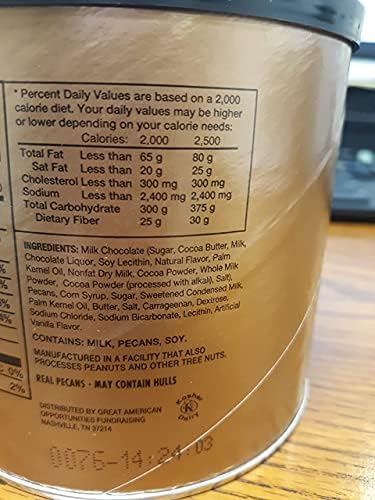 * Percent Daily Values are based on a 2,000
calorie diet. Your daily values may be higher
or lower depending on your calorie needs:
Calories: 2,000 2,500
Total Fat Less than 65 g 80 g
Sat Fat Less than 20 g 25 g
Cholesterol Less than 300 mg 300 mg
Sodium Less than 2,400 mg 2,400 mg
Total Carbohydrate 300 g 375 g
Dietary Fiber 25 g 30 g
INGREDIENTS: Milk Chocolate (Sugar, Cocoa Butter, Milk,
Chocolate Liquor, Soy Lecithin, Natural Flavor, Palm
Kernel Oil, Nonfat Dry Milk, Cocoa Powder, Whole Milk
Powder, Cocoa Powder (processed with alkali), Salt),
Pecans, Corn Syrup, Sugar, Sweetened Condensed Milk,
Palm Kernel Oil, Butter, Salt, Carrageenan, Dextrose,
Sodium Chloride, Sodium Bicarbonate, Lecithin, Artificial
Vanilla Flavor.
CONTAINS: MILK, PECANS, SOY.
MANUFACTURED IN A FACILITY THAT ALSO
PROCESSES PEANUTS AND OTHER TREE NUTS.
0%
2%
REAL PECANS - MAY CONTAIN HULLS
Kosher
K
Dairy
DISTRIBUTED BY GREAT AMERICAN
OPPORTUNITIES FUNDRAISING
NASHVILLE, TN 37214
0076-14:24:03